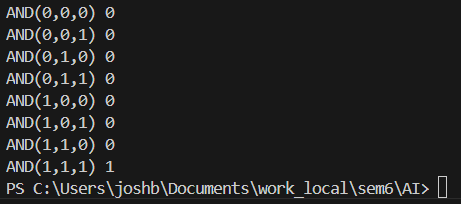 AND(0,0,0) 0
AND(0,0,1) 0
AND(0,1,0) 0
AND(0,1,1) 0
AND(1,0,0) 0
AND(1,0,1) 0
AND(1,1,0) 0
AND(1,1,1) 1
PS C:\Users\joshb\Documents\work_local\sem6\AI>